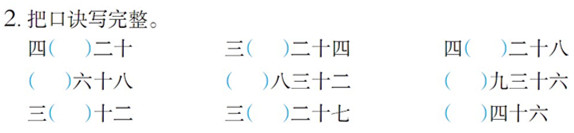 2. 把口诀写完整。
四( )二十 三( )二十四 四( )二十八
( )六十八 ( )八三十二 ( )九三十六
三( )十二 三( )二十七 ( )四十六